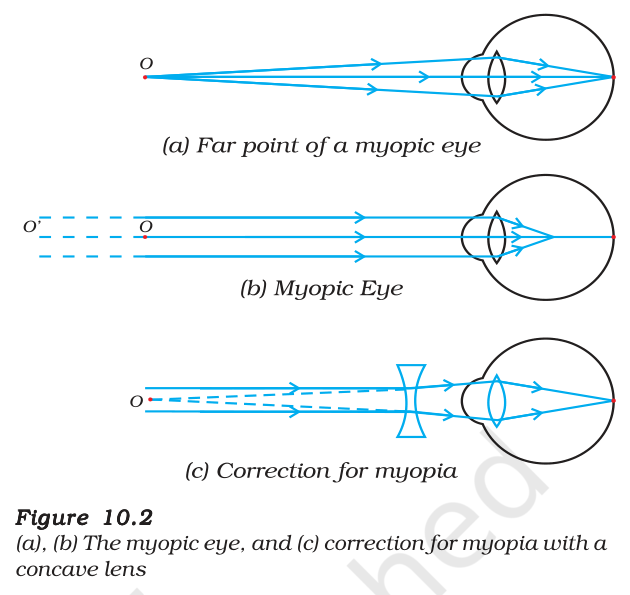 O
(a) Far point of a myopic eye
O’ O
(b) Myopic Eye
O
(c) Correction for myopia
Figure 10.2
(a), (b) The myopic eye, and (c) correction for myopia with a
concave lens